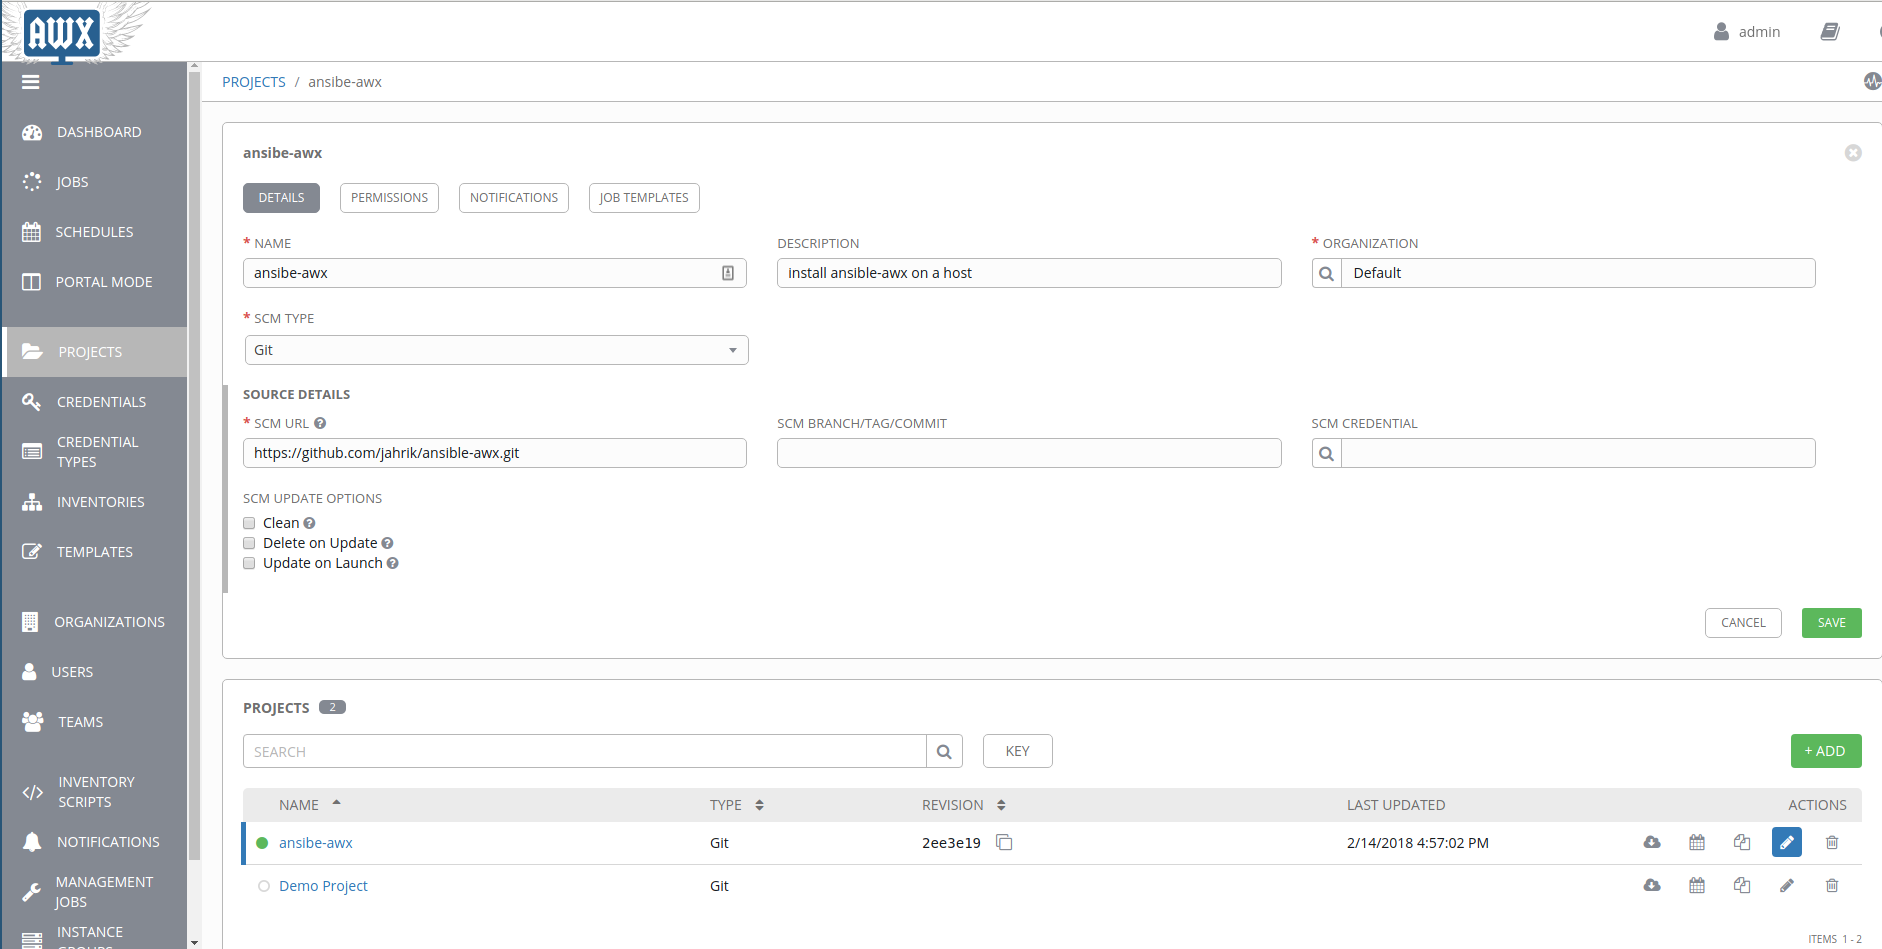 AWX
admin
PROJECTS / ansibe-awx
DASHBOARD
JOBS
SCHEDULES
PORTAL MODE
PROJECTS
CREDENTIALS
CREDENTIAL
TYPES
INVENTORIES
TEMPLATES
ORGANIZATIONS
USERS
TEAMS
INVENTORY
SCRIPTS
NOTIFICATIONS
MANAGEMENT
JOBS
INSTANCE
GROUPS
ansibe-awx
DETAILS PERMISSIONS NOTIFICATIONS JOB TEMPLATES
* NAME DESCRIPTION * ORGANIZATION
ansibe-awx install ansible-awx on a host Default
* SCM TYPE
Git
SOURCE DETAILS
* SCM URL SCM BRANCH/TAG/COMMIT SCM CREDENTIAL
https://github.com/jahrik/ansible-awx.git
SCM UPDATE OPTIONS
Clean
Delete on Update
Update on Launch
CANCEL SAVE
PROJECTS 2
SEARCH KEY + ADD
NAME TYPE REVISION LAST UPDATED ACTIONS
ansibe-awx Git 2ee3e19 2/14/2018 4:57:02 PM
Demo Project Git
ITEMS 1 - 2